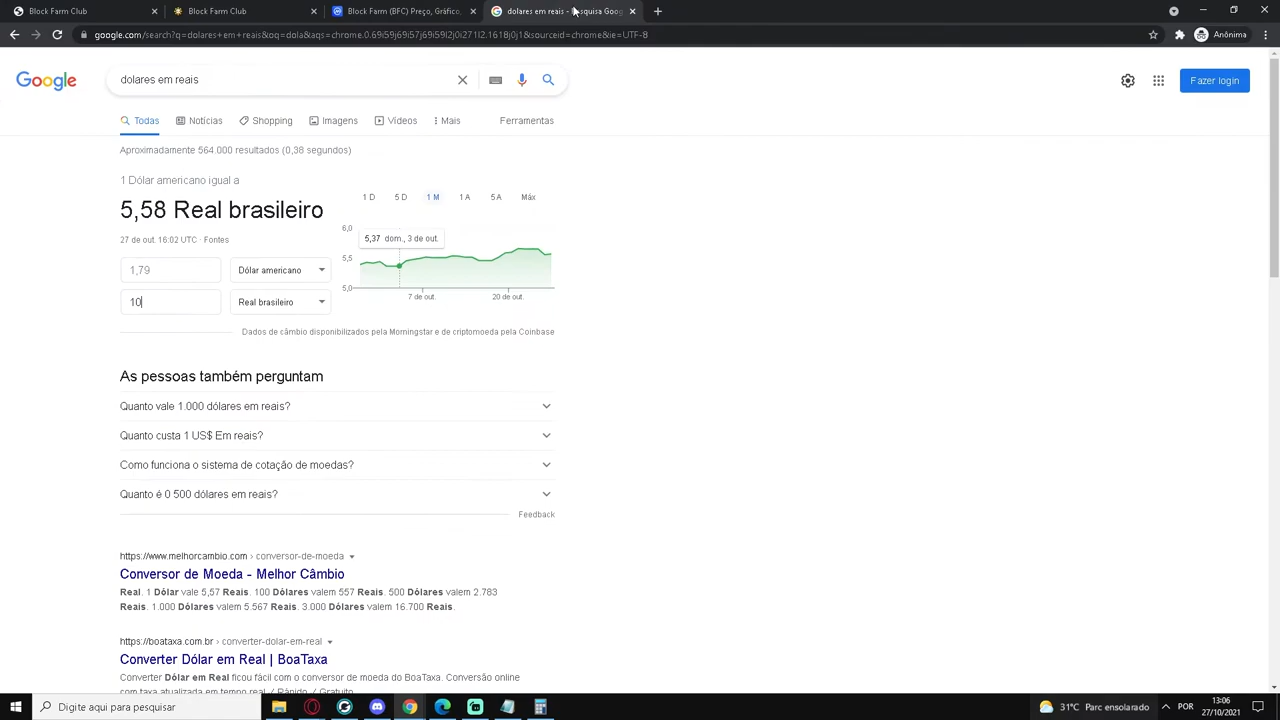 Block Farm Club
Block Farm Club
Block Farm (BFC) Preço, Gráfico,
dolares em reais - Pesquisa Goog
google.com/search?q=dolares+em+reais&oq=dola&aqs=chrome.0.69i59j69i57j69i59l2j0i271l2.1618j0j1&sourceid=chrome&ie=UTF-8
Anônima
Google
dolares em reais
Fazer login
Todas
Notícias
Shopping
Imagens
Vídeos
Mais
Ferramentas
Aproximadamente 564.000 resultados (0,38 segundos)
1 Dólar americano igual a
5,58 Real brasileiro
27 de out. 16:02 UTC · Fontes
1,79
Dólar americano
10
Real brasileiro
1 D
5 D
1 M
1 A
5 A
Máx
6,0
5,5
5,0
5,37 dom., 3 de out.
7 de out.
20 de out.
Dados de câmbio disponibilizados pela Morningstar e de criptomoeda pela Coinbase
As pessoas também perguntam
Quanto vale 1.000 dólares em reais?
Quanto custa 1 US$ Em reais?
Como funciona o sistema de cotação de moedas?
Quanto é 0 500 dólares em reais?
Feedback
https://www.melhorcambio.com › conversor-de-moeda
Conversor de Moeda - Melhor Câmbio
Real. 1 Dólar vale 5,57 Reais. 100 Dólares valem 557 Reais. 500 Dólares valem 2.783
Reais. 1.000 Dólares valem 5.567 Reais. 3.000 Dólares valem 16.700 Reais.
https://boataxa.com.br › converter-dolar-em-real
Converter Dólar em Real | BoaTaxa
Converter Dólar em Real ficou fácil com o conversor de moeda do BoaTaxa. Conversão online
com taxa atualizada em tempo real ✓ Rápido ✓ Gratuito
Digite aqui para pesquisar
31°C Parc ensolarado
POR
13:06
27/10/2021